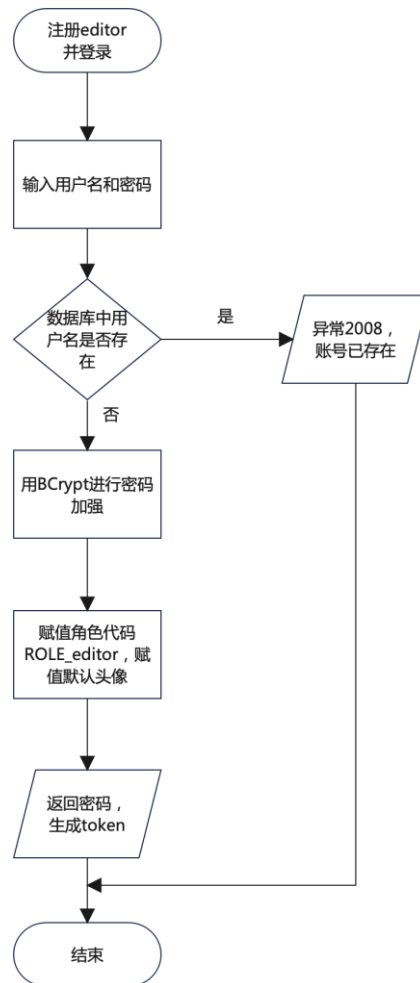 注册editor
并登录
输入用户名和密码
数据库中用
户名是否存
在
是
异常2008，
账号已存在
否
用BCrypt进行密码
加强
赋值角色代码
ROLE_editor，赋
值默认头像
返回密码，
生成token
结束